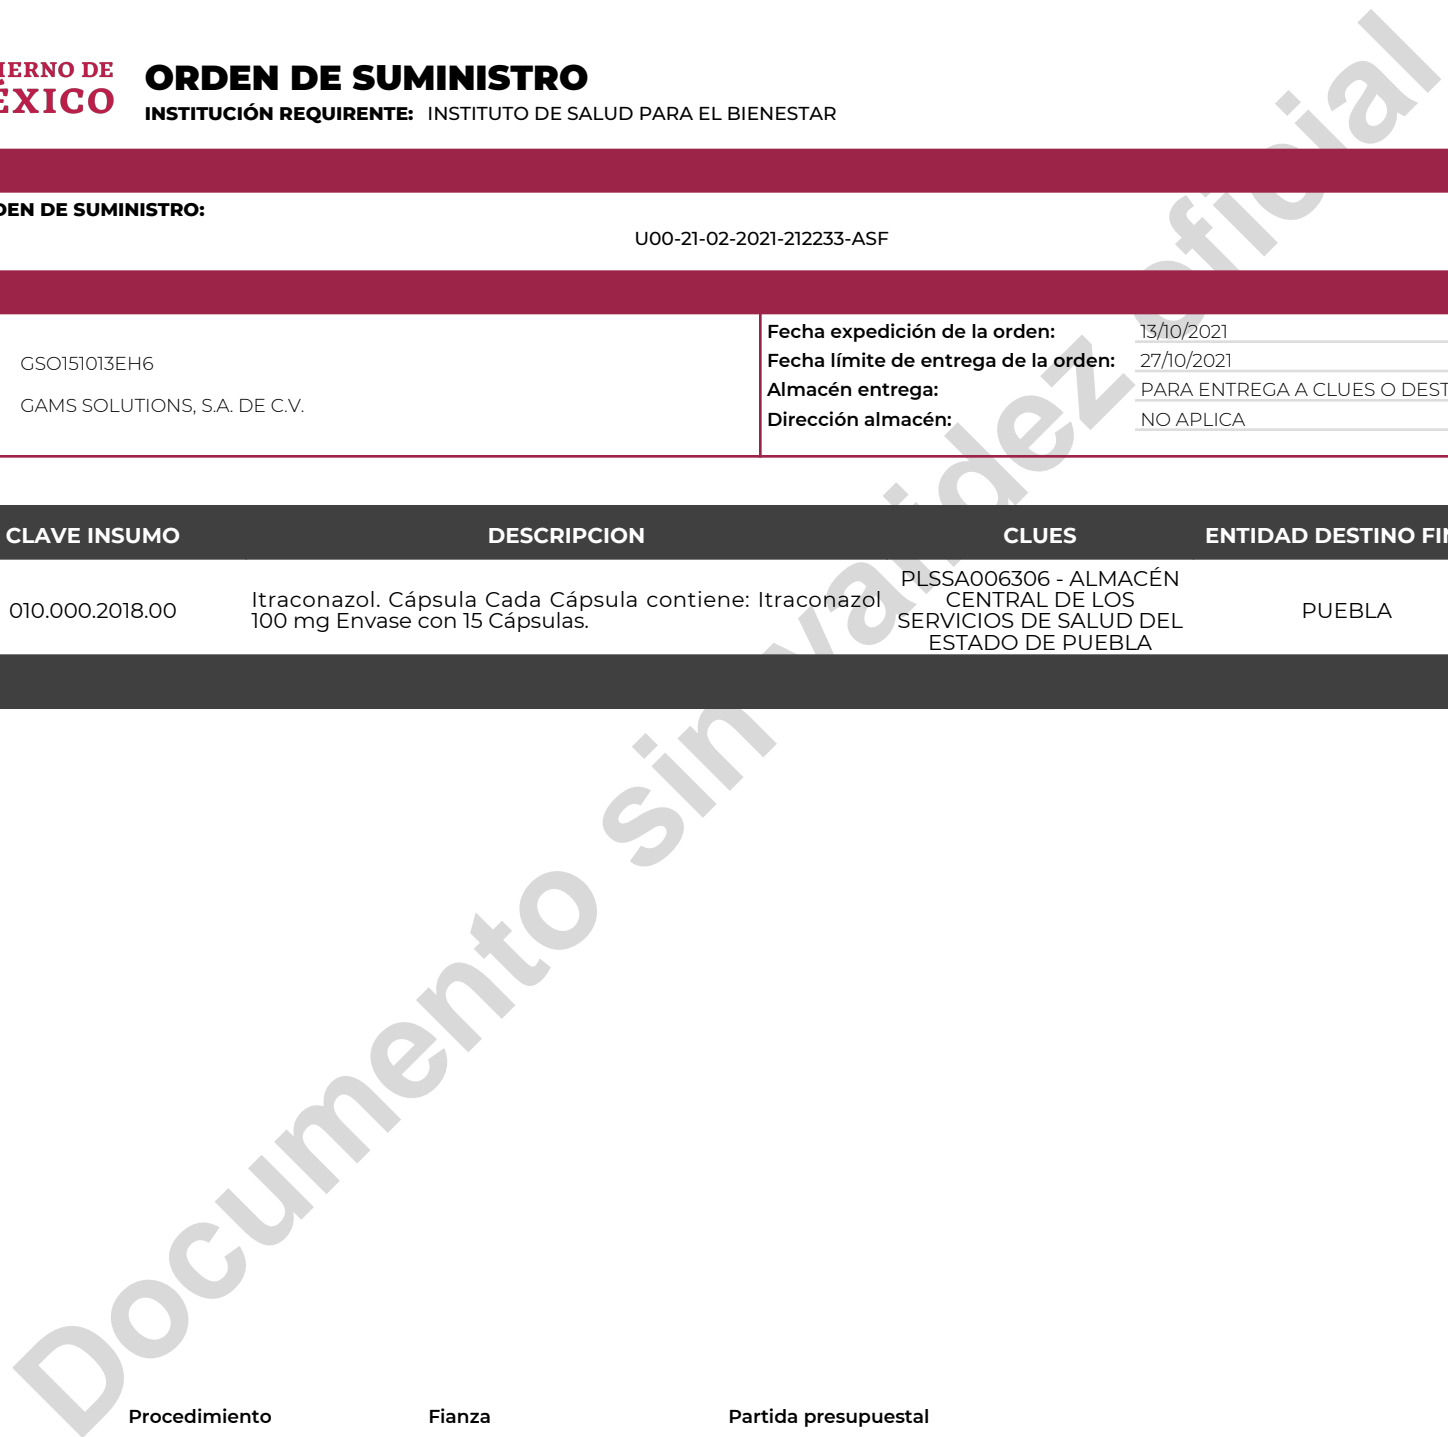 IERNO DE
ÉXICO
ORDEN DE SUMINISTRO
INSTITUCIÓN REQUIRENTE: INSTITUTO DE SALUD PARA EL BIENESTAR
DEN DE SUMINISTRO:
U00-21-02-2021-212233-ASF
GSO151013EH6
GAMS SOLUTIONS, S.A. DE C.V.
Fecha expedición de la orden: 13/10/2021
Fecha límite de entrega de la orden: 27/10/2021
Almacén entrega: PARA ENTREGA A CLUES O DEST
Dirección almacén: NO APLICA
CLAVE INSUMO DESCRIPCION CLUES ENTIDAD DESTINO FIN
010.000.2018.00
Itraconazol. Cápsula Cada Cápsula contiene: Itraconazol
100 mg Envase con 15 Cápsulas.
PLSSA006306 - ALMACÉN
CENTRAL DE LOS
SERVICIOS DE SALUD DEL
ESTADO DE PUEBLA
PUEBLA
Documento sin validez oficial
Procedimiento Fianza Partida presupuestal